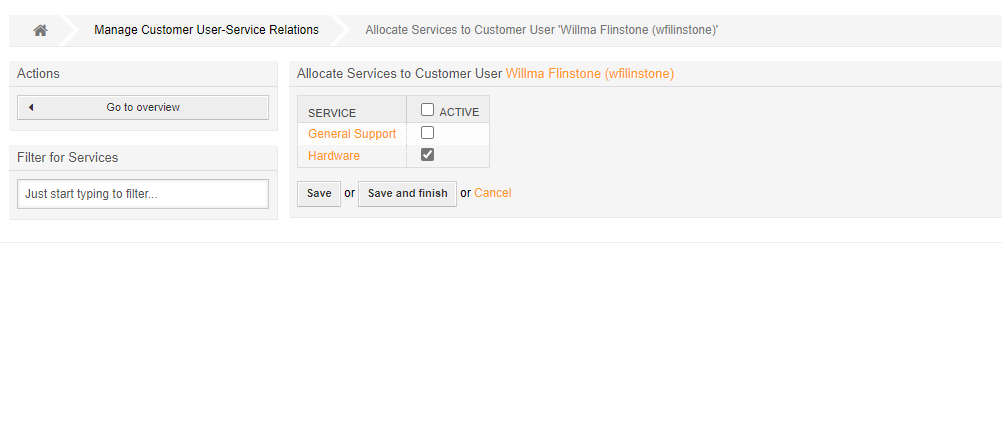 Manage Customer User-Service Relations
Allocate Services to Customer User 'Willma Flinstone (wfilinstone)'
Actions
Go to overview
Filter for Services
Just start typing to filter...
Allocate Services to Customer User Willma Flinstone (wfilinstone)
SERVICE ACTIVE
General Support
Hardware
Save or Save and finish or Cancel